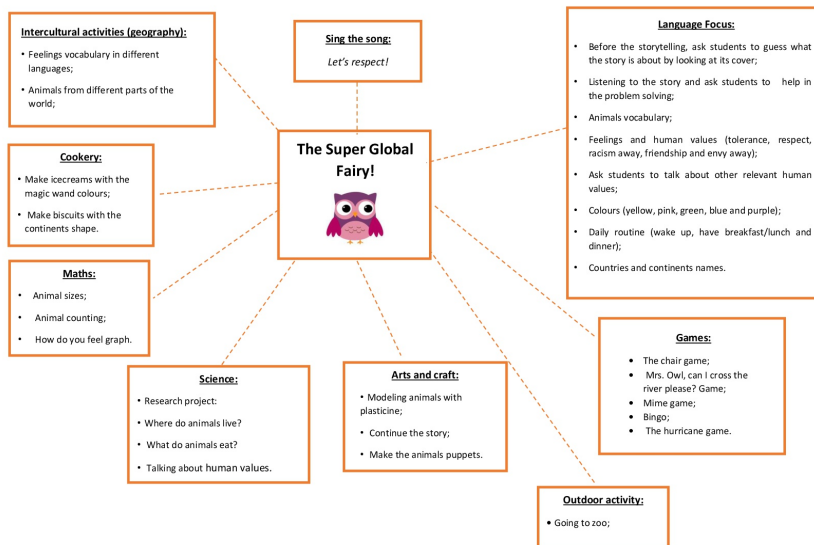 Intercultural activities (geography):
• Feelings vocabulary in different
languages;
• Animals from different parts of the
world;
Sing the song:
Let's respect!
Language Focus:
• Before the storytelling, ask students to guess what
the story is about by looking at its cover;
• Listening to the story and ask students to help in
the problem solving;
• Animals vocabulary;
• Feelings and human values (tolerance, respect,
racism away, friendship and envy away);
• Ask students to talk about other relevant human
values;
• Colours (yellow, pink, green, blue and purple);
• Daily routine (wake up, have breakfast/lunch and
dinner);
• Countries and continents names.
The Super Global
Fairy!
Cookery:
• Make icecreams with the
magic wand colours;
• Make biscuits with the
continents shape.
Maths:
• Animal sizes;
• Animal counting;
• How do you feel graph.
Science:
• Research project:
• Where do animals live?
• What do animals eat?
• Talking about human values.
Arts and craft:
• Modeling animals with
plasticine;
• Continue the story;
• Make the animals puppets.
Games:
• The chair game;
• Mrs. Owl, can I cross the
river please? Game;
• Mime game;
• Bingo;
• The hurricane game.
Outdoor activity:
• Going to zoo;